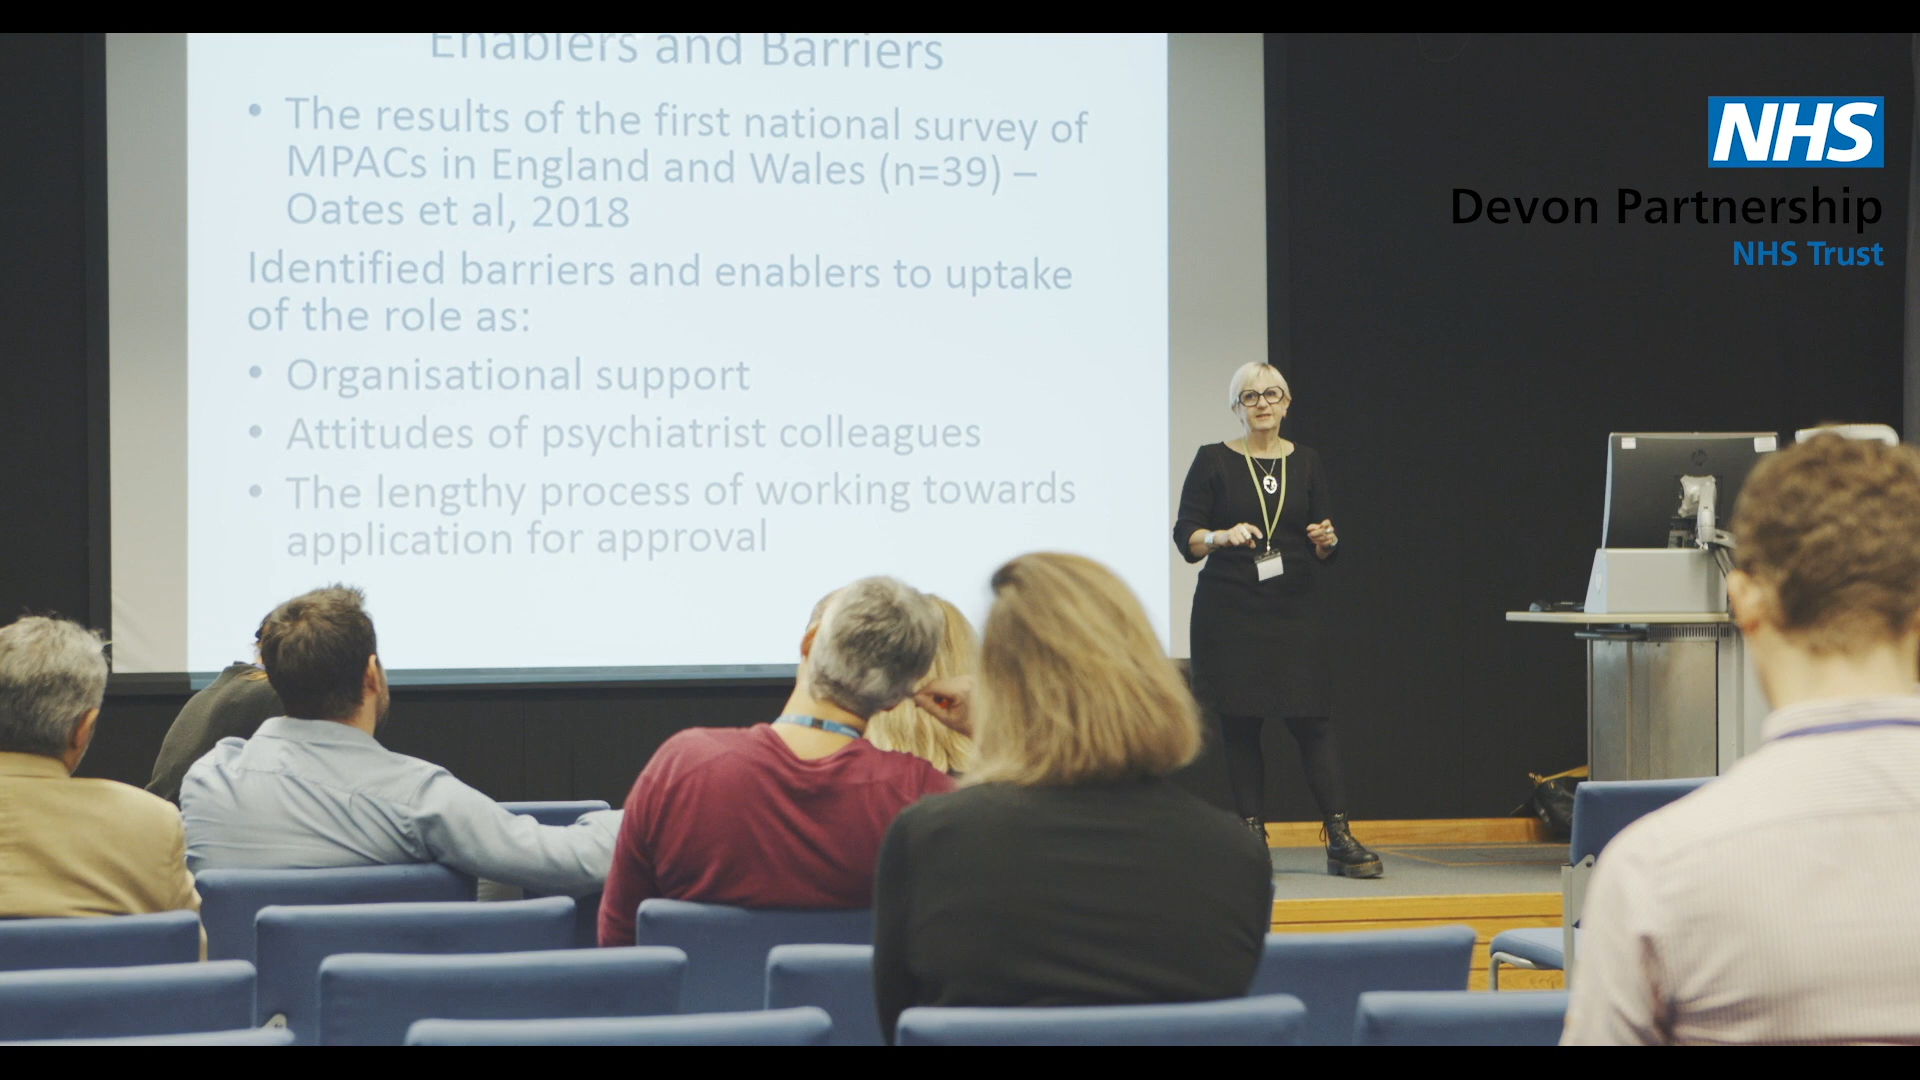 Enablers and Barriers
• The results of the first national survey of
MPACs in England and Wales (n=39) –
Oates et al, 2018
Identified barriers and enablers to uptake
of the role as:
• Organisational support
• Attitudes of psychiatrist colleagues
• The lengthy process of working towards
application for approval
NHS
Devon Partnership
NHS Trust